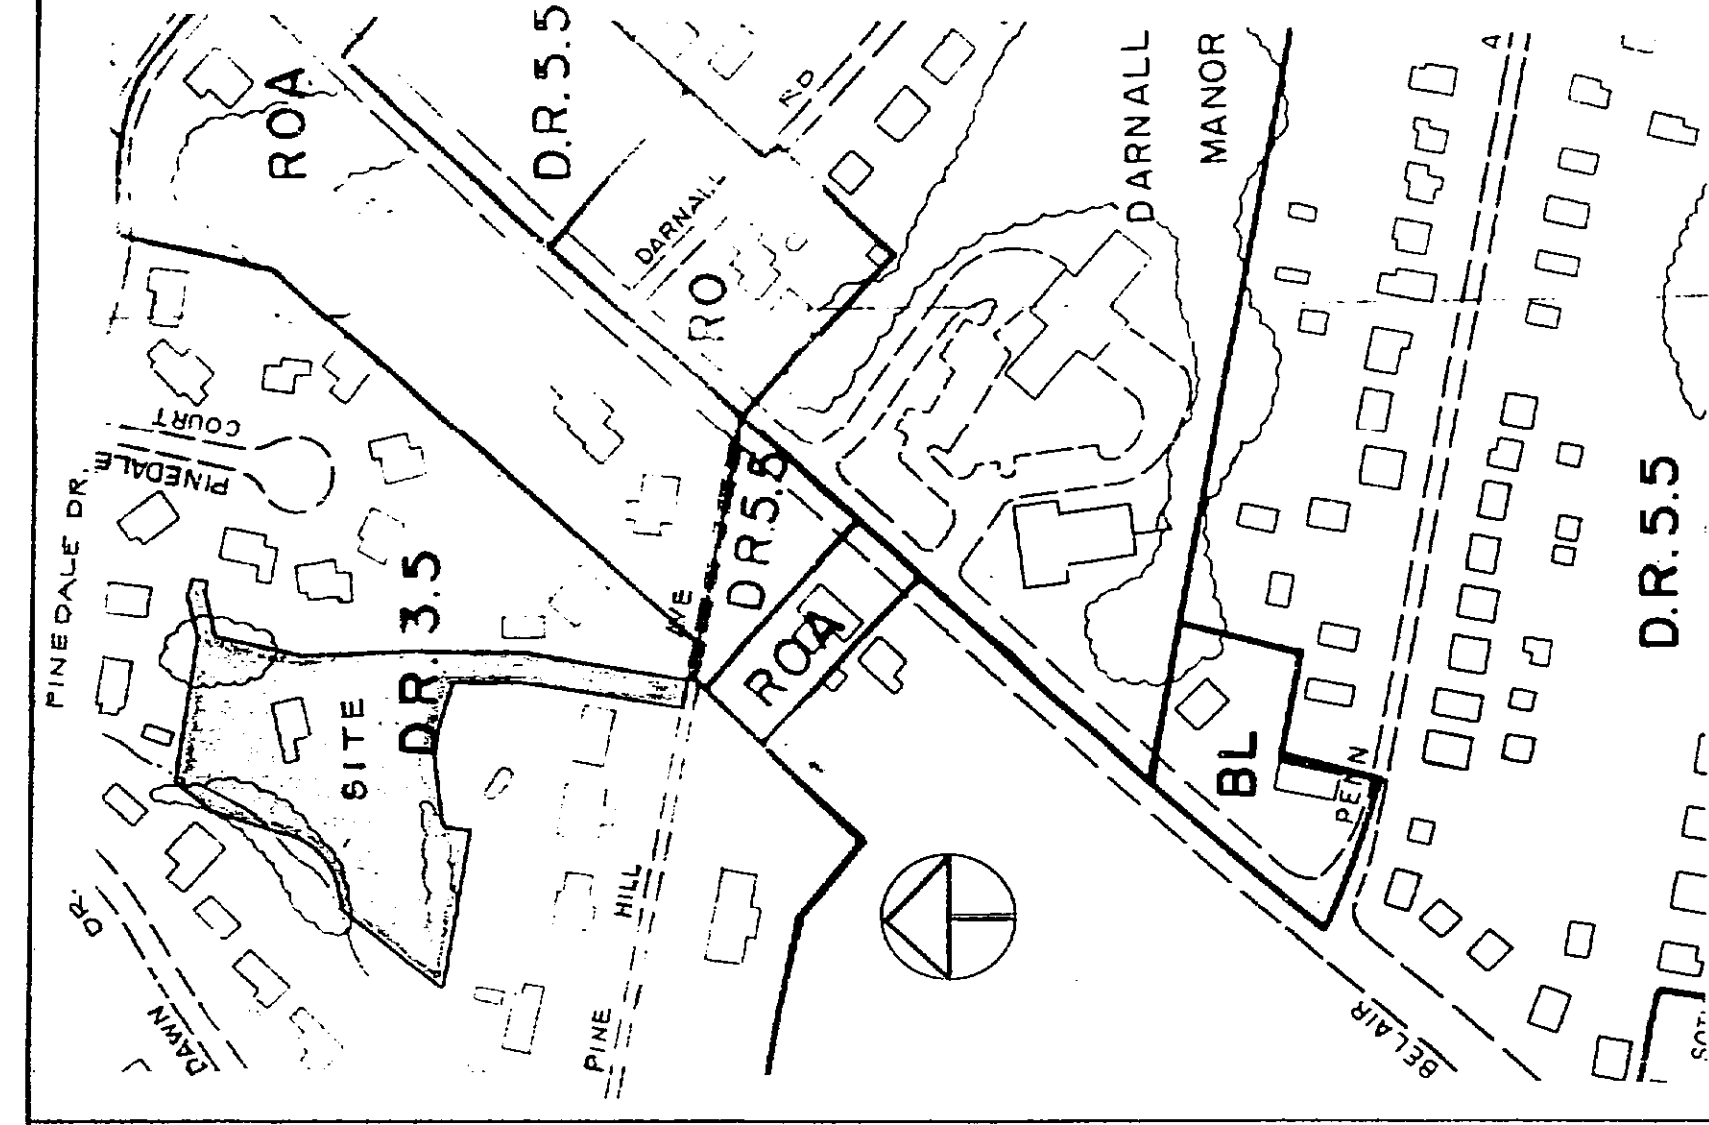 ROA
D.R.5.5
RD
DARNALL
MANOR
DARNALL
RO
COURT
PINEDALE
PINEDALE DR.
D.R. 3.5
SITE
AVE
D.R.5.5
ROA
HILL
PINE
DR.
DAWN
BL
PENN
A
D.R.5.5
BELAIR